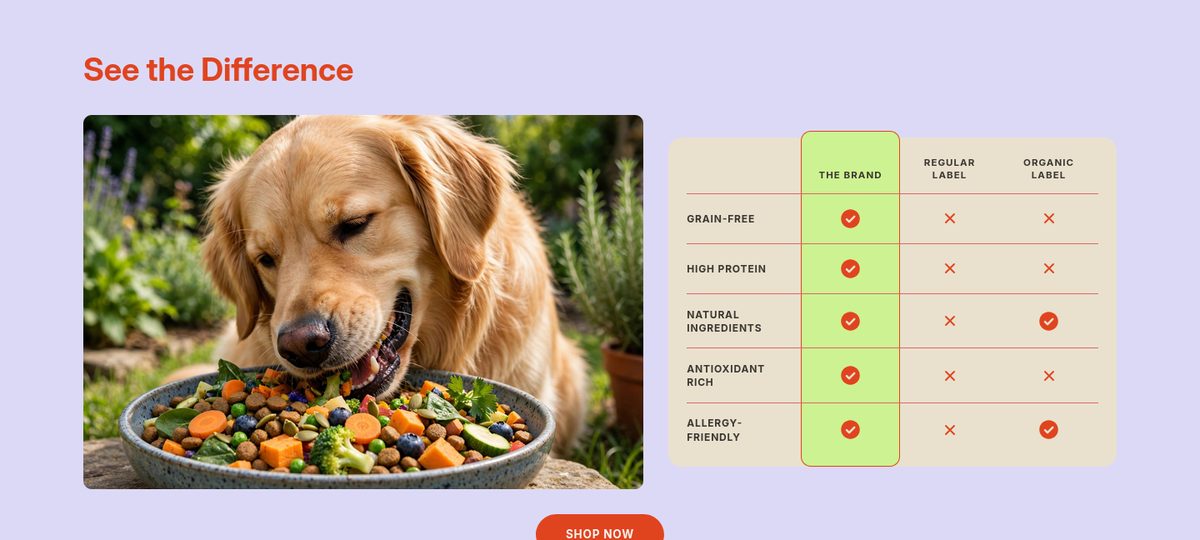 See the Difference
THE BRAND
REGULAR
LABEL
ORGANIC
LABEL
GRAIN-FREE
HIGH PROTEIN
NATURAL
INGREDIENTS
ANTIOXIDANT
RICH
ALLERGY-
FRIENDLY
SHOP NOW